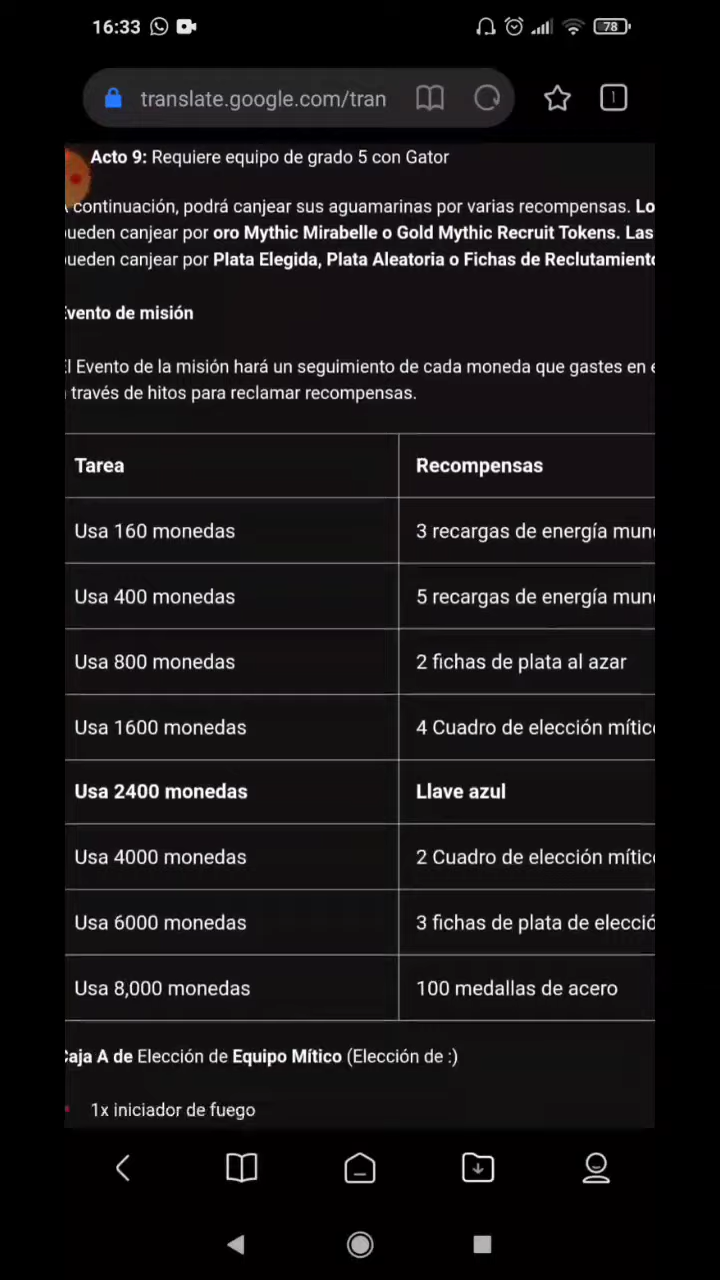 16:33
78
translate.google.com/tran
1
Acto 9: Requiere equipo de grado 5 con Gator
continuación, podrá canjear sus aguamarinas por varias recompensas. Lo
ueden canjear por oro Mythic Mirabelle o Gold Mythic Recruit Tokens. Las
ueden canjear por Plata Elegida, Plata Aleatoria o Fichas de Reclutamiento
Evento de misión
El Evento de la misión hará un seguimiento de cada moneda que gastes en e
través de hitos para reclamar recompensas.
Tarea Recompensas
Usa 160 monedas 3 recargas de energía mun
Usa 400 monedas 5 recargas de energía mun
Usa 800 monedas 2 fichas de plata al azar
Usa 1600 monedas 4 Cuadro de elección mític
Usa 2400 monedas Llave azul
Usa 4000 monedas 2 Cuadro de elección mític
Usa 6000 monedas 3 fichas de plata de elecció
Usa 8,000 monedas 100 medallas de acero
Caja A de Elección de Equipo Mítico (Elección de :)
1x iniciador de fuego